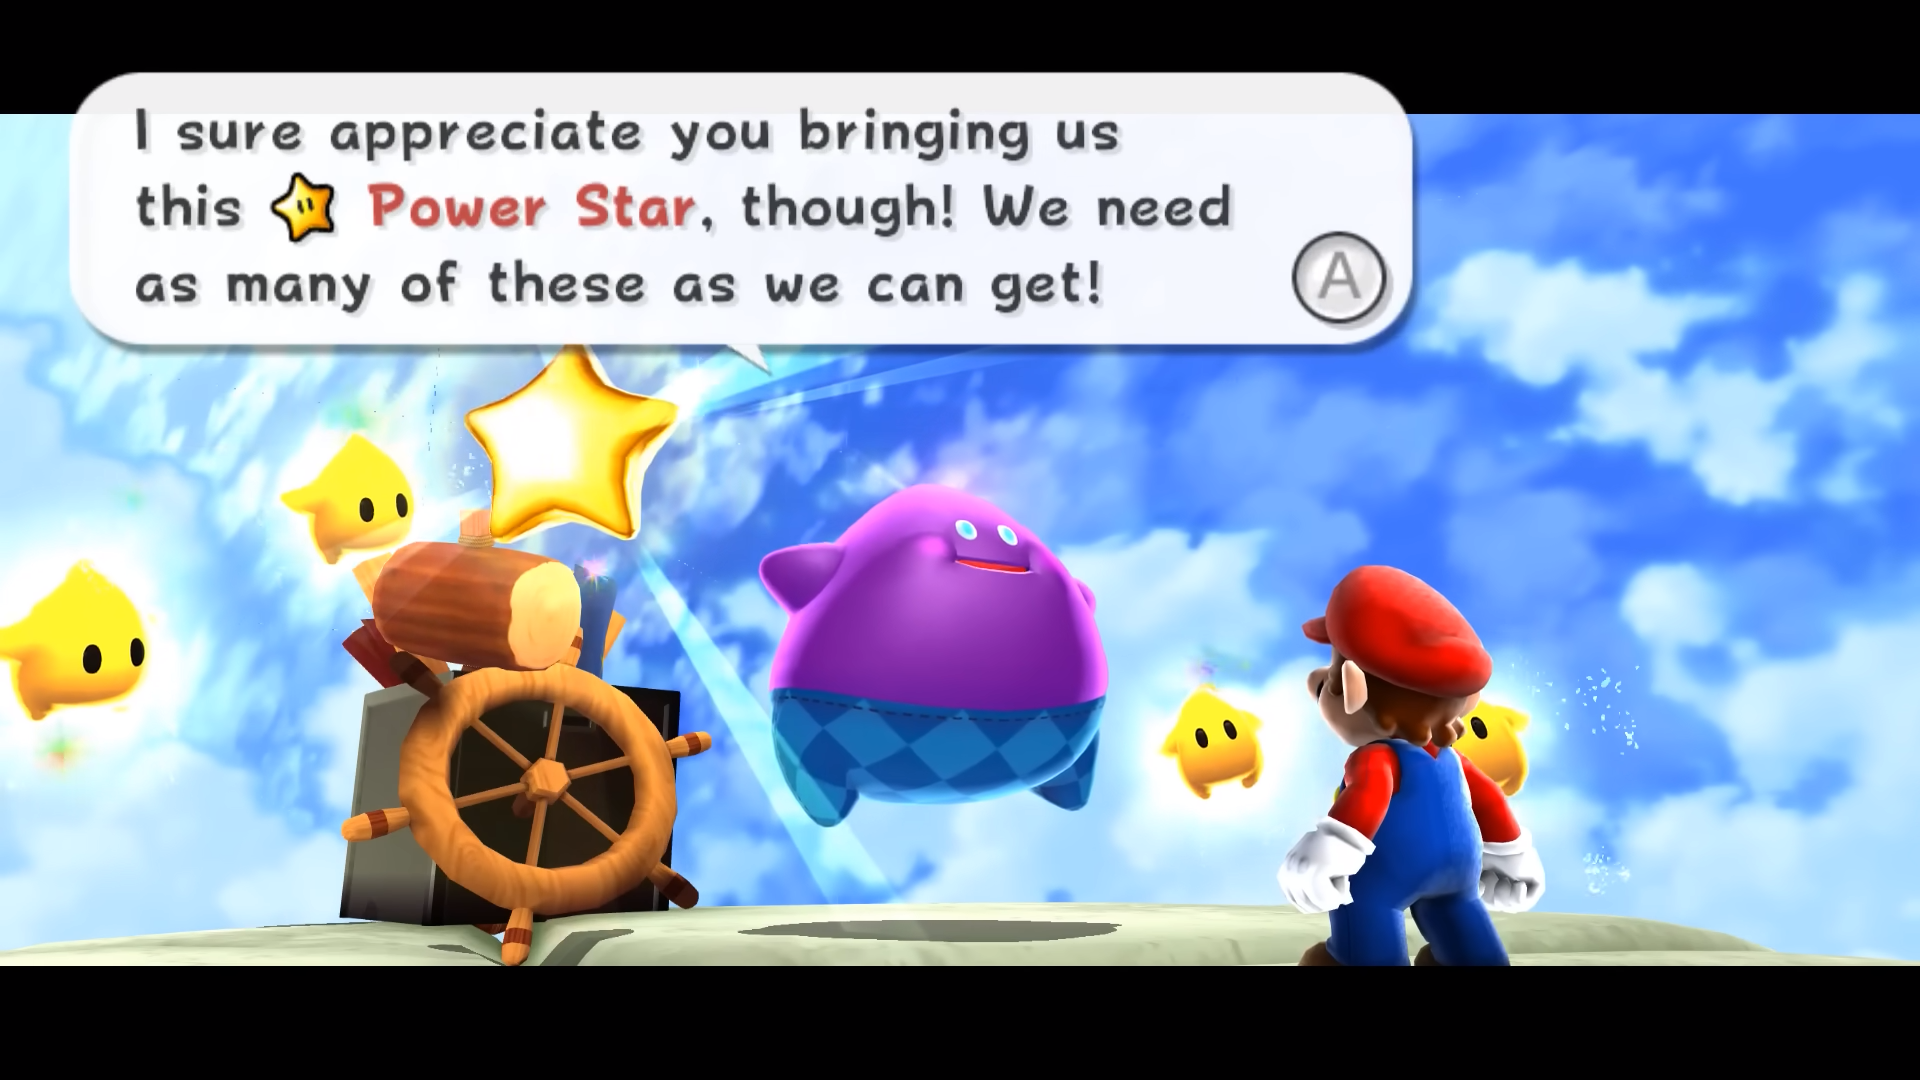 I sure appreciate you bringing us
this Power Star, though! We need
as many of these as we can get!
A